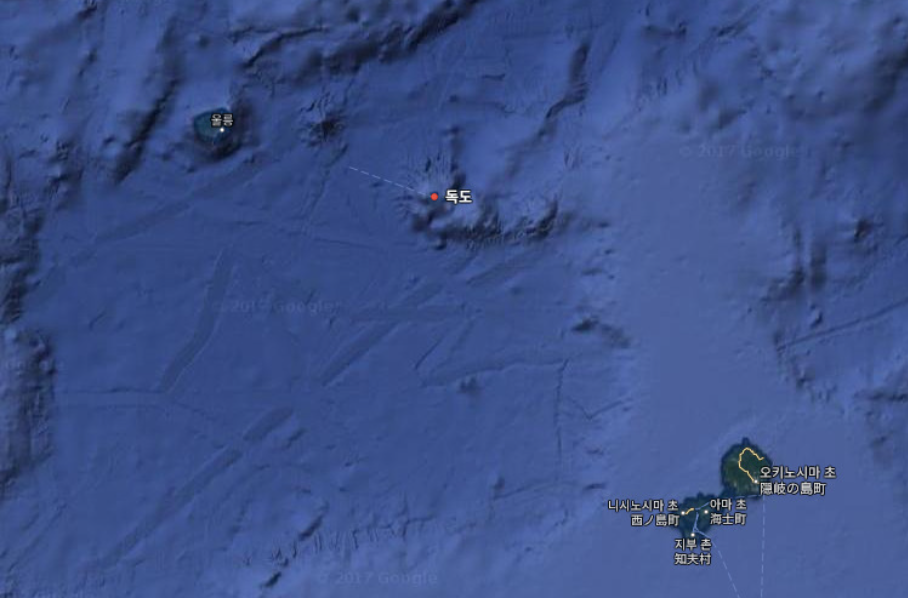 울릉
© 2017 Google
독도
© 2017 Google
오키노시마 초
隠岐の島町
니시노시마 초
西ノ島町
아마 초
海士町
지부 촌
知夫村
© 2017 Google